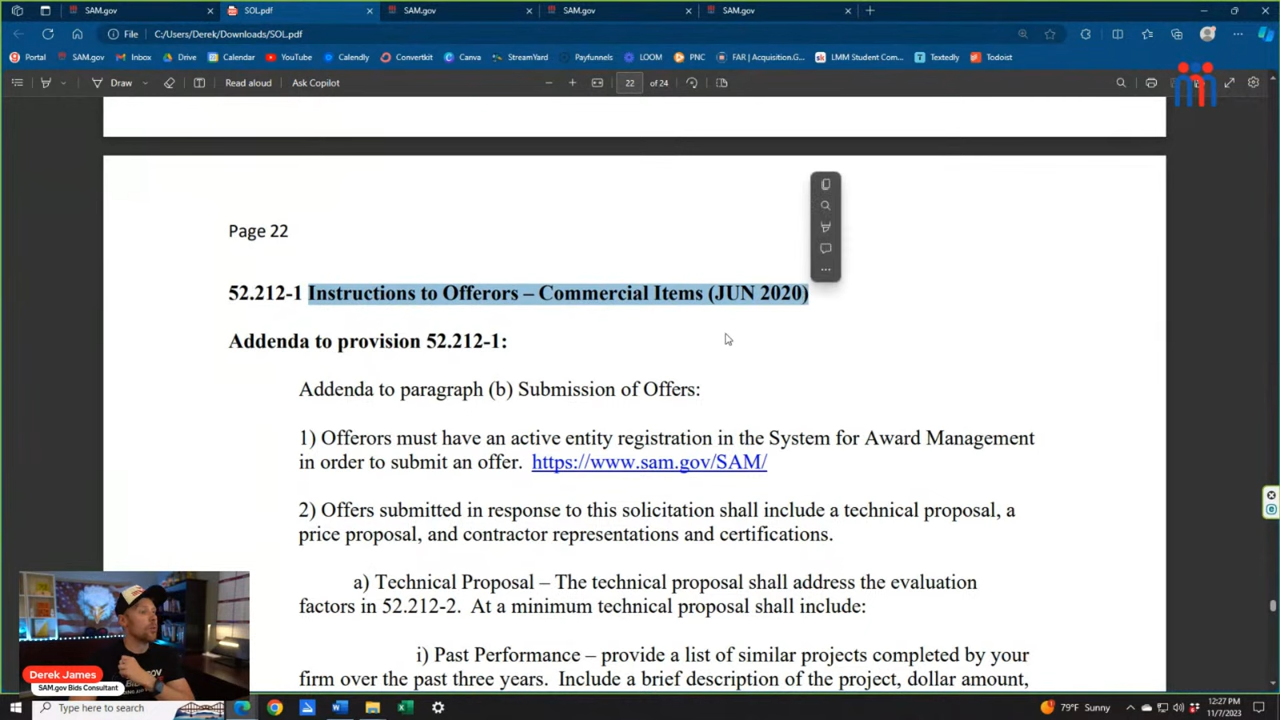 SAM.gov
SOL.pdf
SAM.gov
SAM.gov
SAM.gov
File
C:/Users/Derek/Downloads/SOL.pdf
Portal
SAM.gov
Inbox
Drive
Calendar
YouTube
Calendly
Convertkit
Canva
StreamYard
Payfunnels
LOOM
PNC
FAR | Acquisition.G...
LMM Student Com...
Textedly
Todoist
Draw
Read aloud
Ask Copilot
22
of 24
Page 22
52.212-1 Instructions to Offerors – Commercial Items (JUN 2020)
Addenda to provision 52.212-1:
Addenda to paragraph (b) Submission of Offers:
1) Offerors must have an active entity registration in the System for Award Management
in order to submit an offer.  https://www.sam.gov/SAM/
2) Offers submitted in response to this solicitation shall include a technical proposal, a
price proposal, and contractor representations and certifications.
a) Technical Proposal – The technical proposal shall address the evaluation
factors in 52.212-2.  At a minimum technical proposal shall include:
i) Past Performance – provide a list of similar projects completed by your
firm over the past three years.  Include a brief description of the project, dollar amount,
Derek James
SAM.gov Bids Consultant
Type here to search
79°F Sunny
12:27 PM
11/7/2023